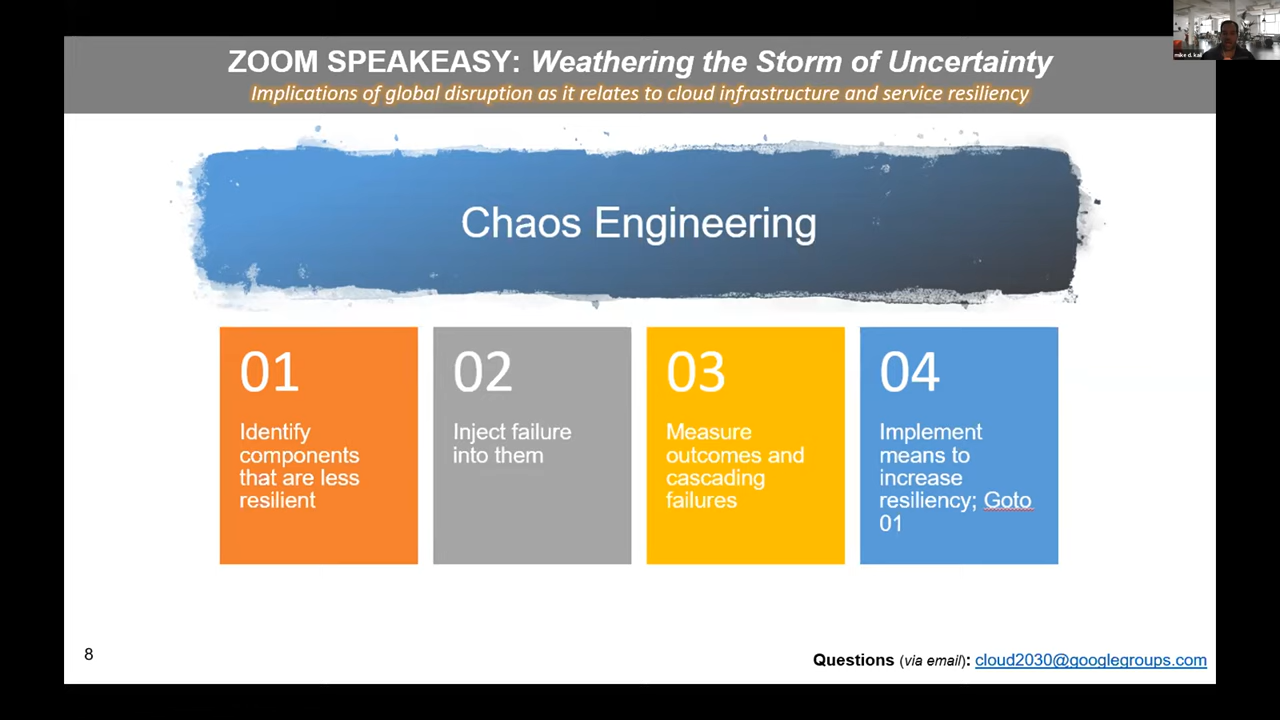 ZOOM SPEAKEASY: Weathering the Storm of Uncertainty
Implications of global disruption as it relates to cloud infrastructure and service resiliency
mike d. kail
Chaos Engineering
01
Identify
components
that are less
resilient
02
Inject failure
into them
03
Measure
outcomes and
cascading
failures
04
Implement
means to
increase
resiliency; Goto
01
8
Questions (via email): cloud2030@googlegroups.com